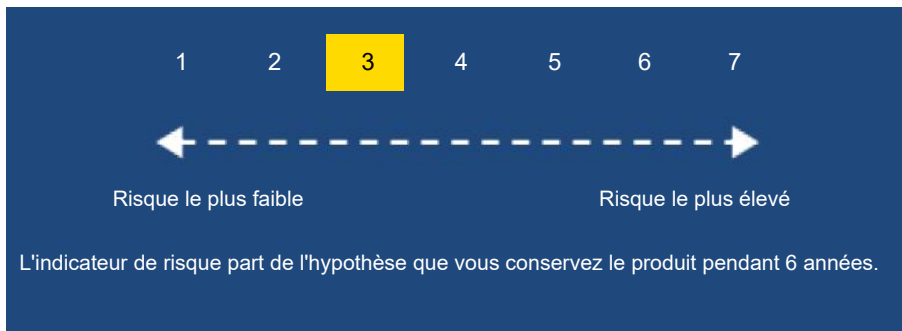 1 2 3 4 5 6 7
Risque le plus faible Risque le plus élevé
L'indicateur de risque part de l'hypothèse que vous conservez le produit pendant 6 années.